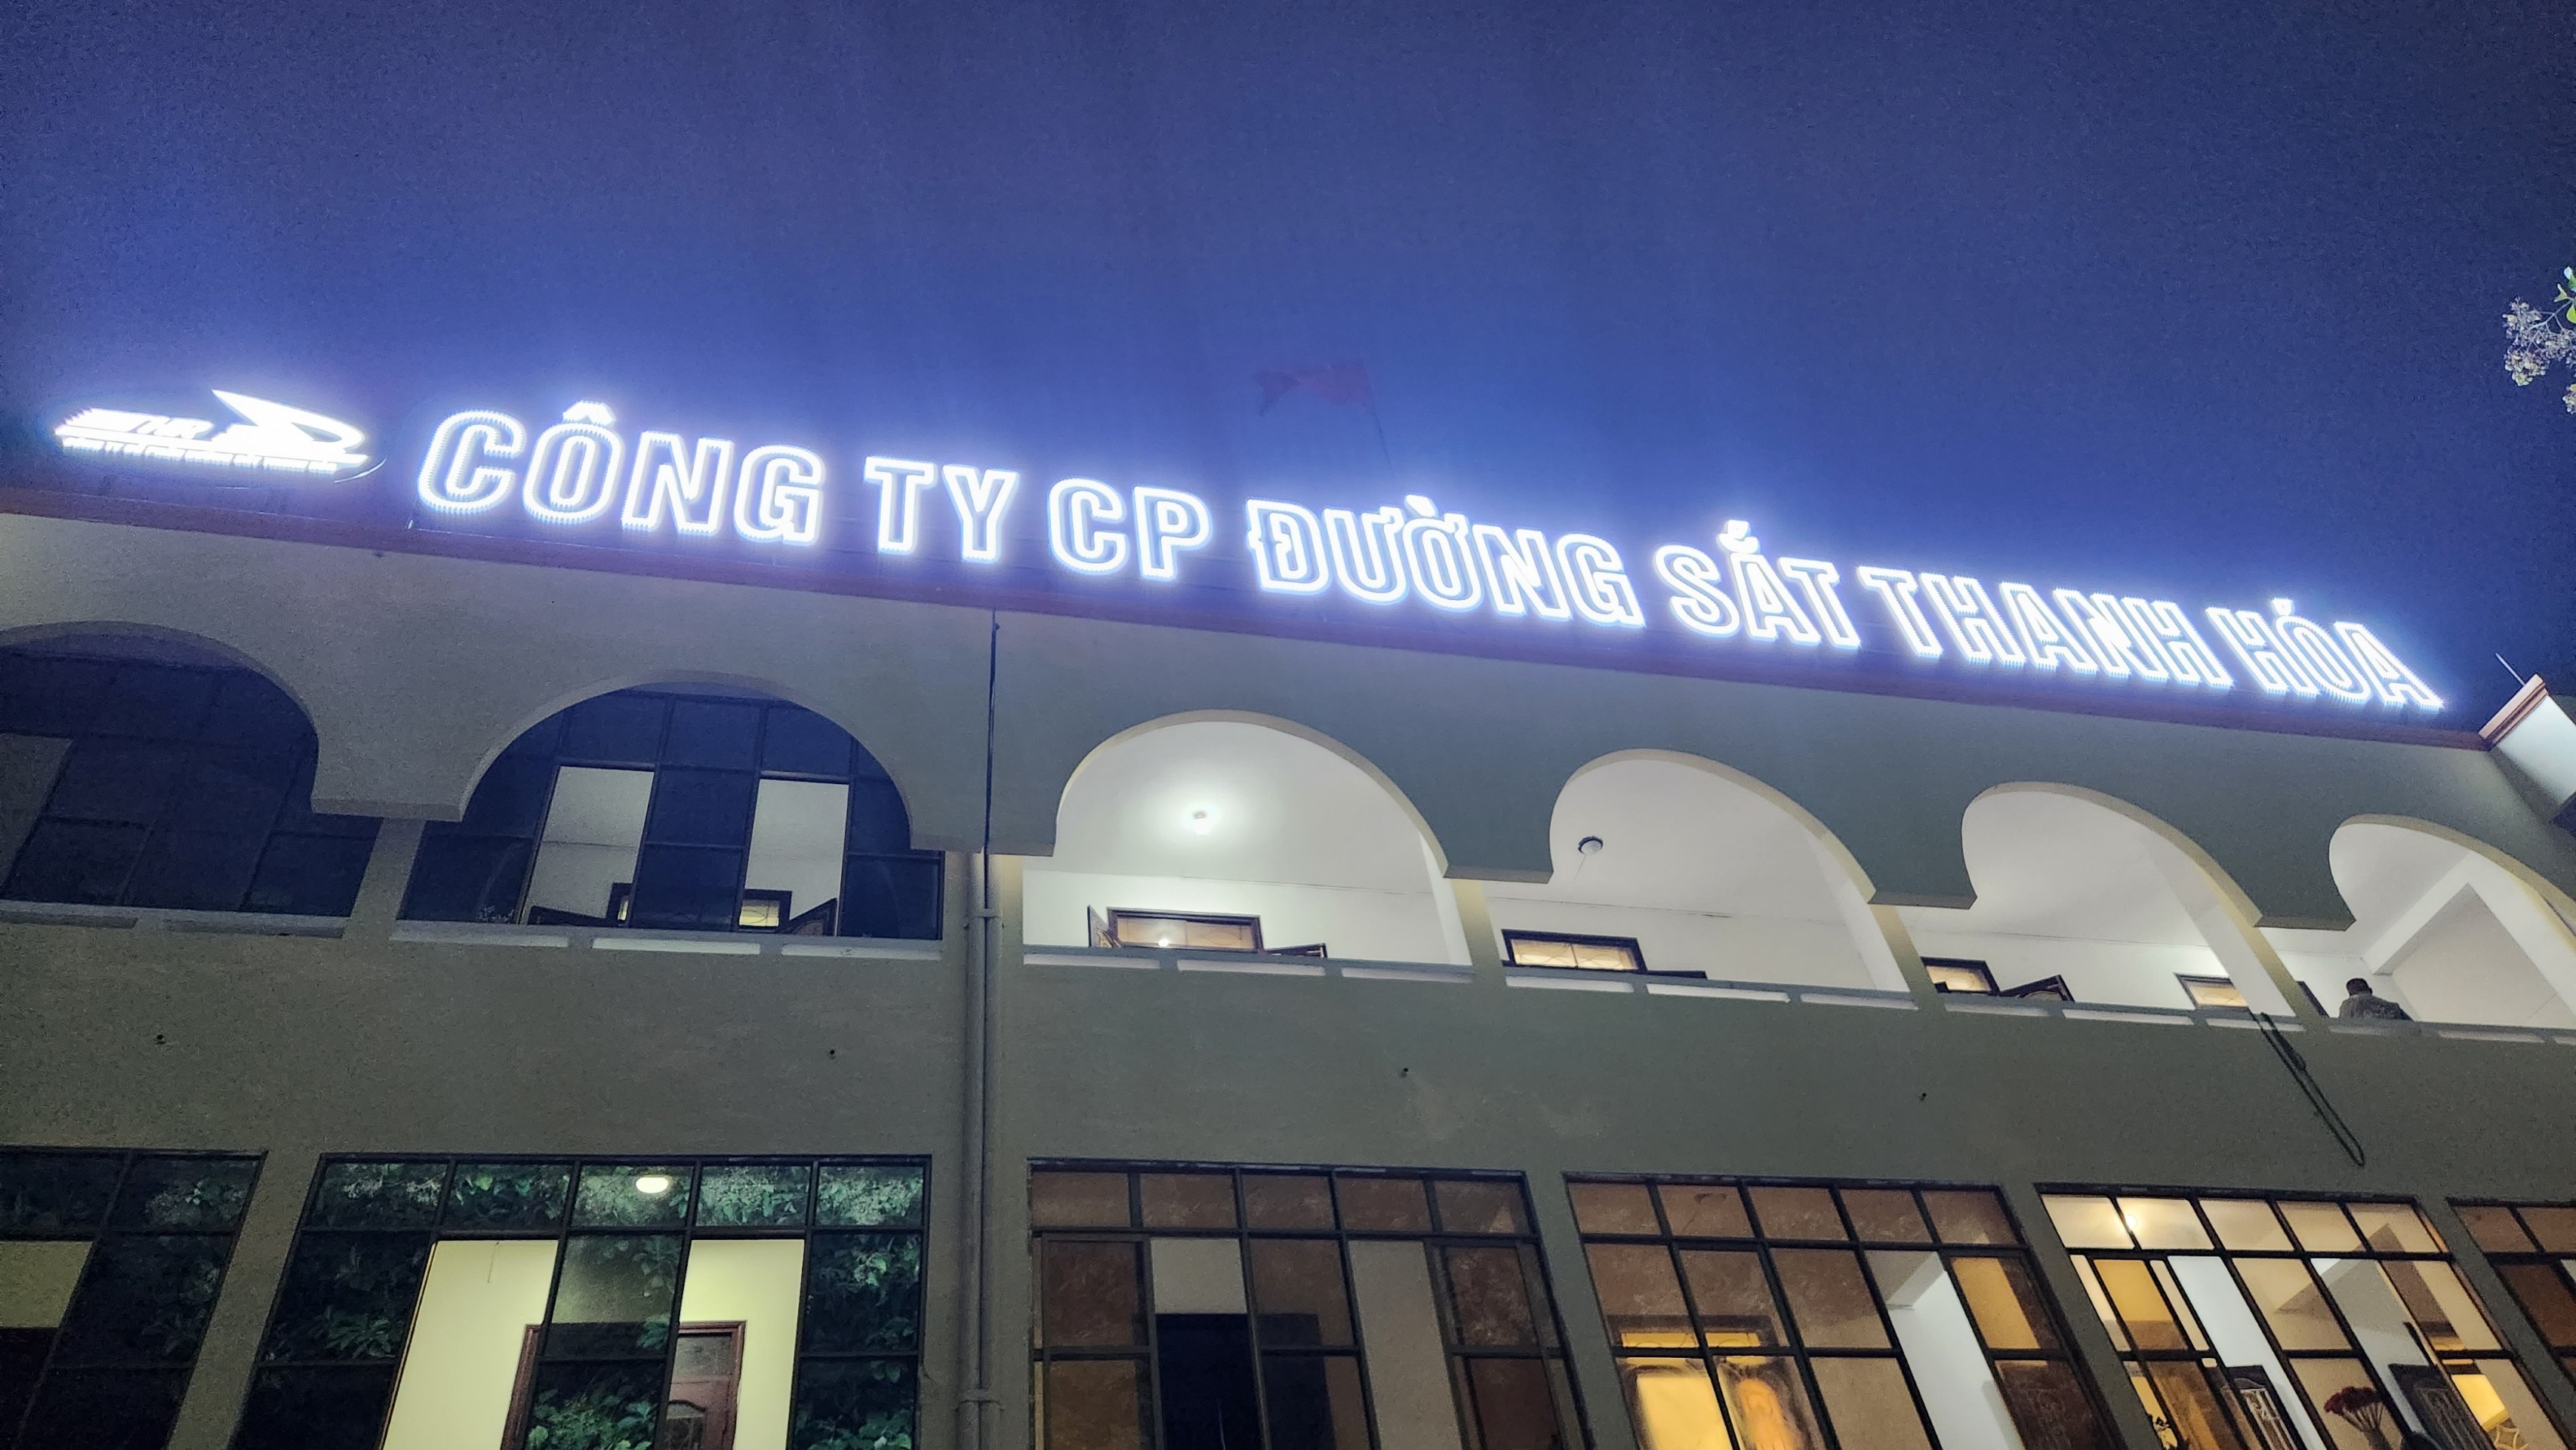 CÔNG TY CP ĐƯỜNG SẮT THANH HÓA